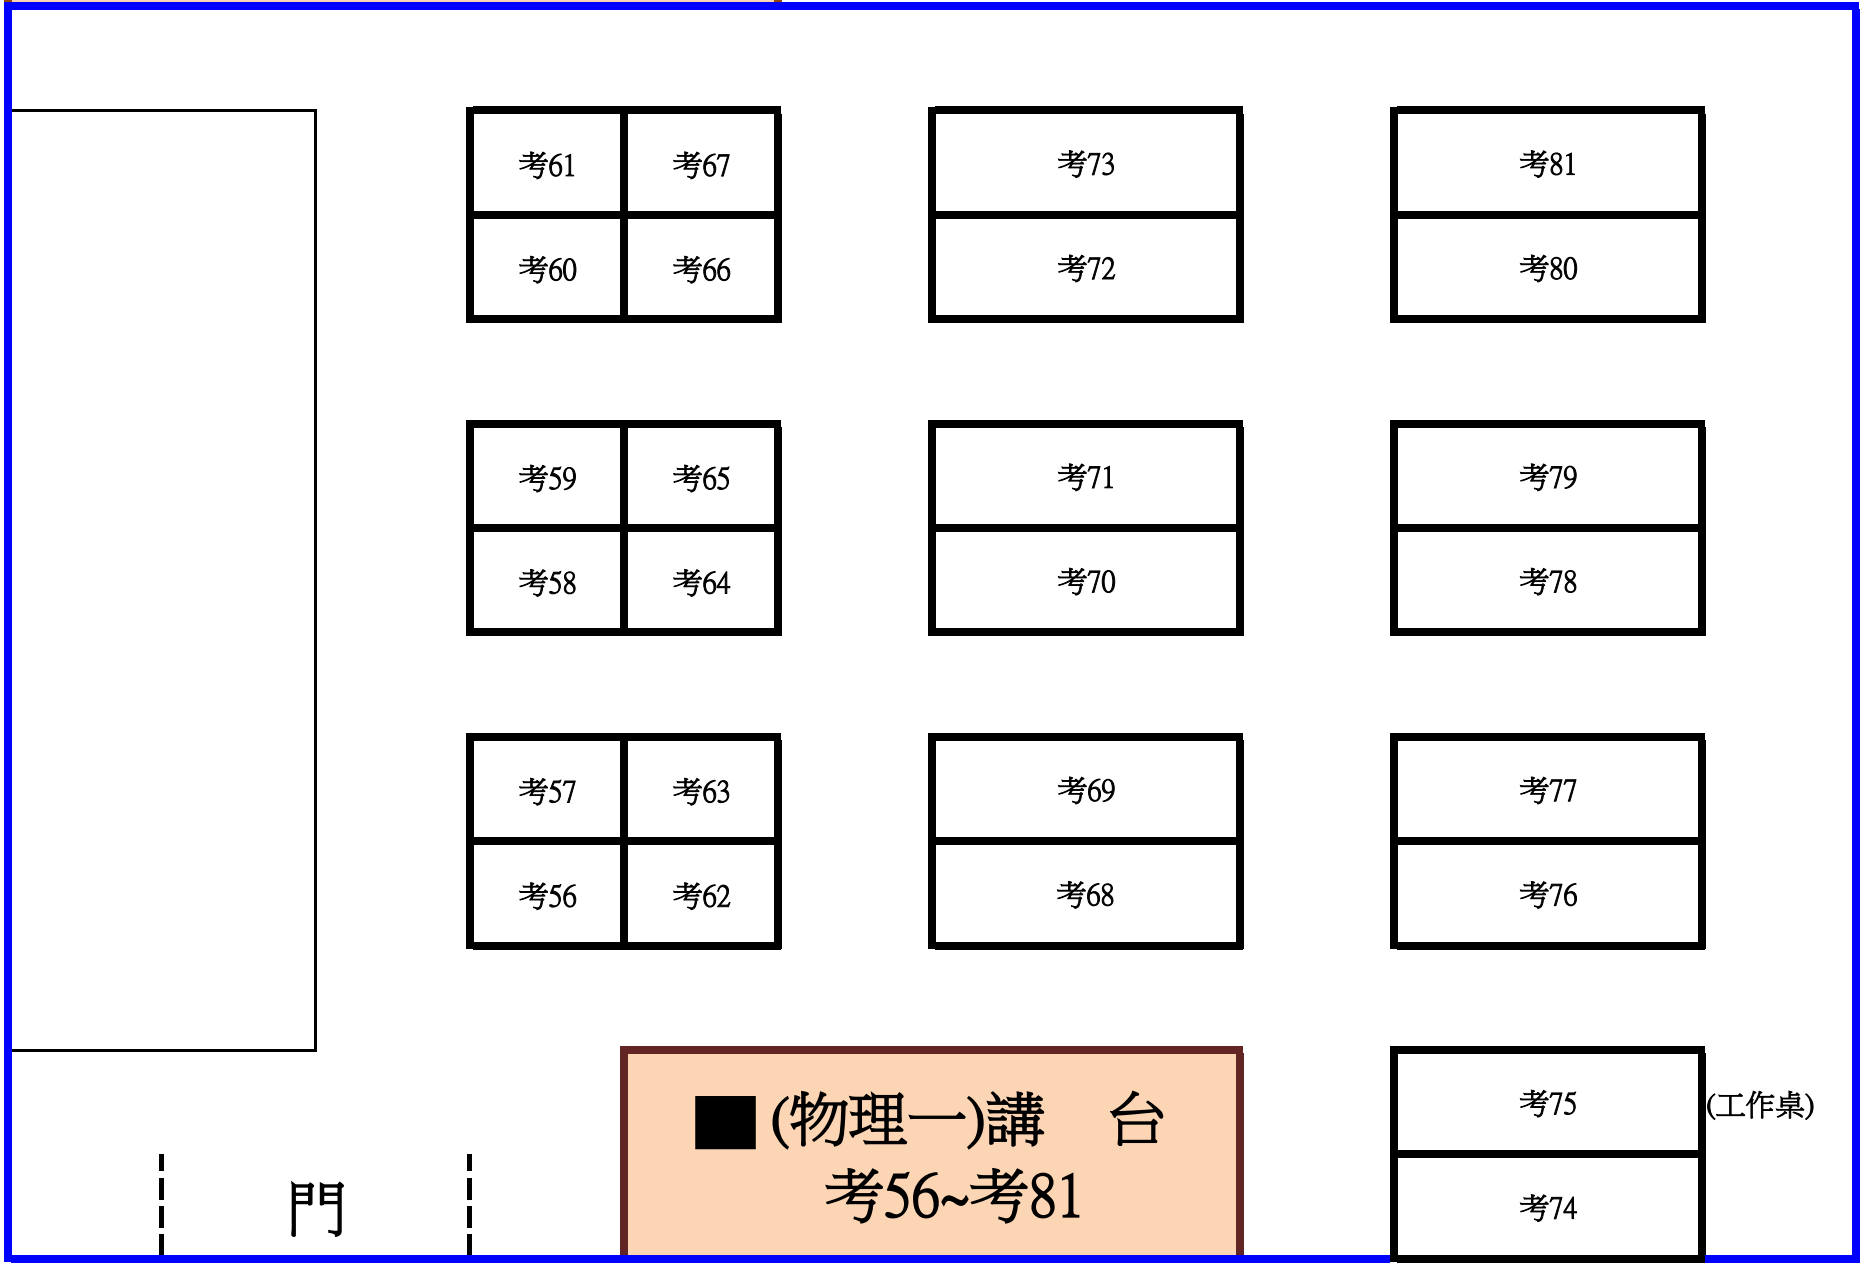 考61 考67 考73 考81
考60 考66 考72 考80
考59 考65 考71 考79
考58 考64 考70 考78
考57 考63 考69 考77
考56 考62 考68 考76
■(物理一)講　台
考56~考81
考75 (工作桌)
考74
門